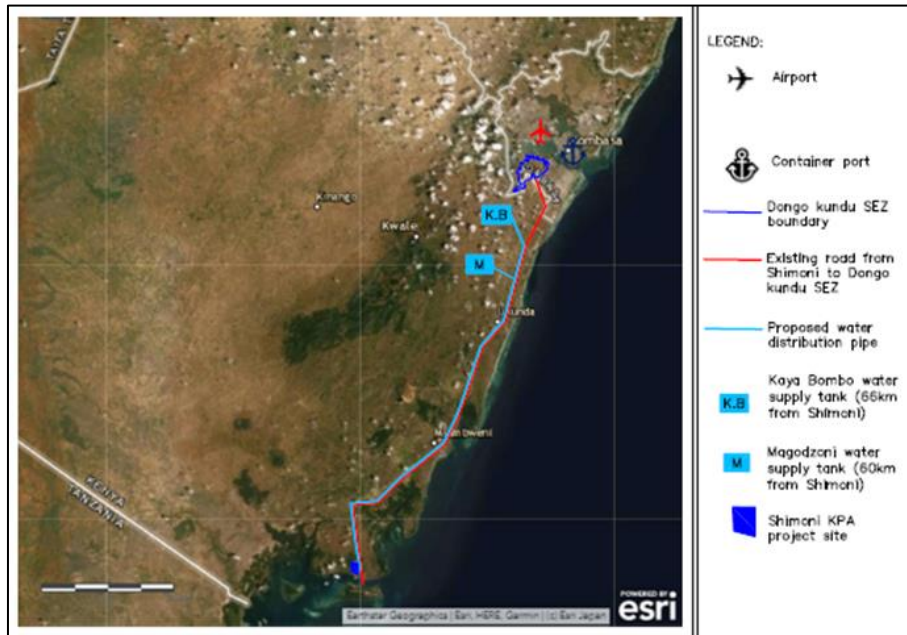 TAITA
Mombasa
Kinango
Kwale
K.B
M
KENYA
TANZANIA
Earthstar Geographics | Esri, HERE, Garmin | (c) Esri Japan
POWERED BY
esri
LEGEND:
Airport
Container port
Dongo kundu SEZ
boundary
Existing road from
Shimoni to Dongo
kundu SEZ
Proposed water
distribution pipe
K.B
Kaya Bombo water
supply tank (66km
from Shimoni)
M
Magodzoni water
supply tank (60km
from Shimoni)
Shimoni KPA
project site